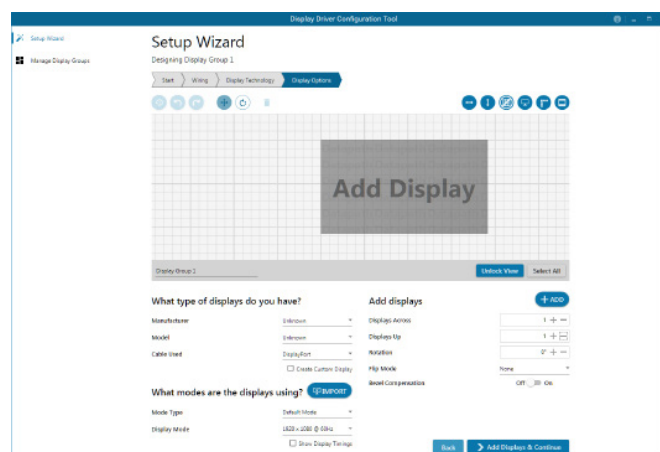 Display Driver Configuration Tool
Setup Wizard
Manage Display Groups
Setup Wizard
Designing Display Group 1
Start
Wiring
Display Technology
Display Options
Add Display
Display Group 1
Unlock View
Select All
What type of displays do you have?
Manufacturer
Unknown
Model
Unknown
Cable Used
DisplayPort
Create Custom Display
What modes are the displays using?
IMPORT
Mode Type
Default Mode
Display Mode
1920 x 1080 @ 60Hz
Show Display Timings
Add displays
+ ADD
Displays Across
1 + −
Displays Up
1 + −
Rotation
0° + −
Flip Mode
None
Bezel Compensation
Off On
Back
Add Displays & Continue